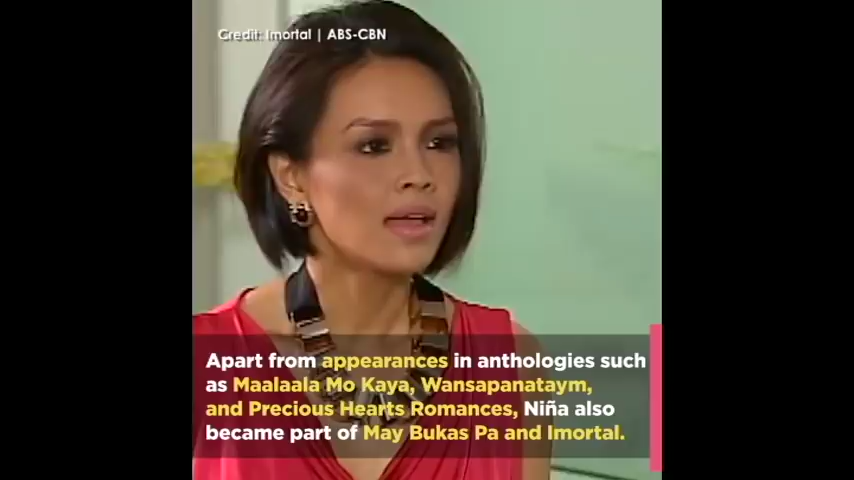 Credit: Imortal | ABS-CBN
Apart from appearances in anthologies such
as Maalaala Mo Kaya, Wansapanataym,
and Precious Hearts Romances, Niña also
became part of May Bukas Pa and Imortal.